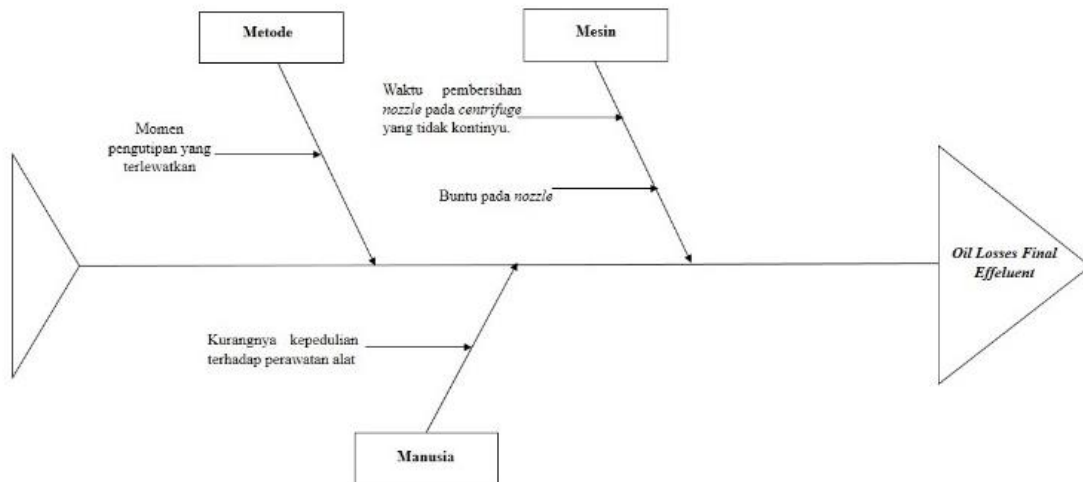 Metode
Mesin
Waktu pembersihan
nozzle pada centrifuge
yang tidak kontinyu.
Momen
pengutipan yang
terlewatkan
Buntu pada nozzle
Oil Losses Final
Effeluent
Kurangnya kepedulian
terhadap perawatan alat
Manusia